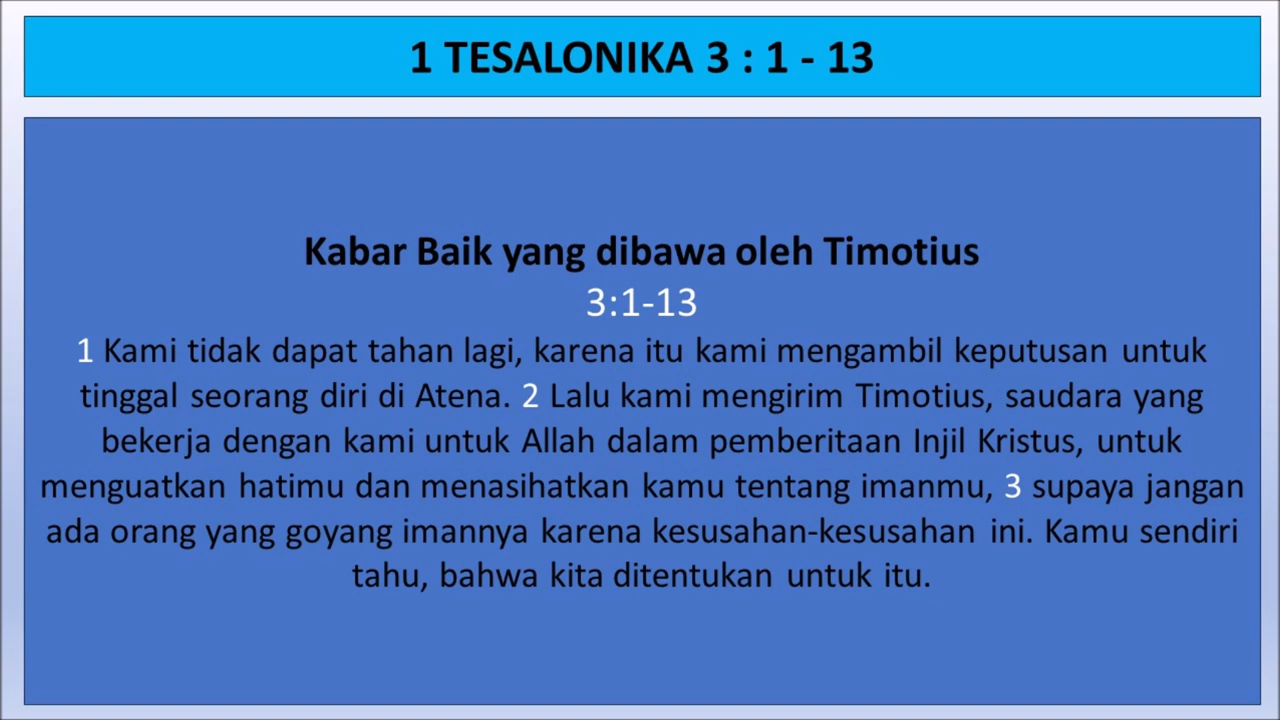 1 TESALONIKA 3 : 1 - 13
Kabar Baik yang dibawa oleh Timotius
3:1-13
1 Kami tidak dapat tahan lagi, karena itu kami mengambil keputusan untuk
tinggal seorang diri di Atena. 2 Lalu kami mengirim Timotius, saudara yang
bekerja dengan kami untuk Allah dalam pemberitaan Injil Kristus, untuk
menguatkan hatimu dan menasihatkan kamu tentang imanmu, 3 supaya jangan
ada orang yang goyang imannya karena kesusahan-kesusahan ini. Kamu sendiri
tahu, bahwa kita ditentukan untuk itu.